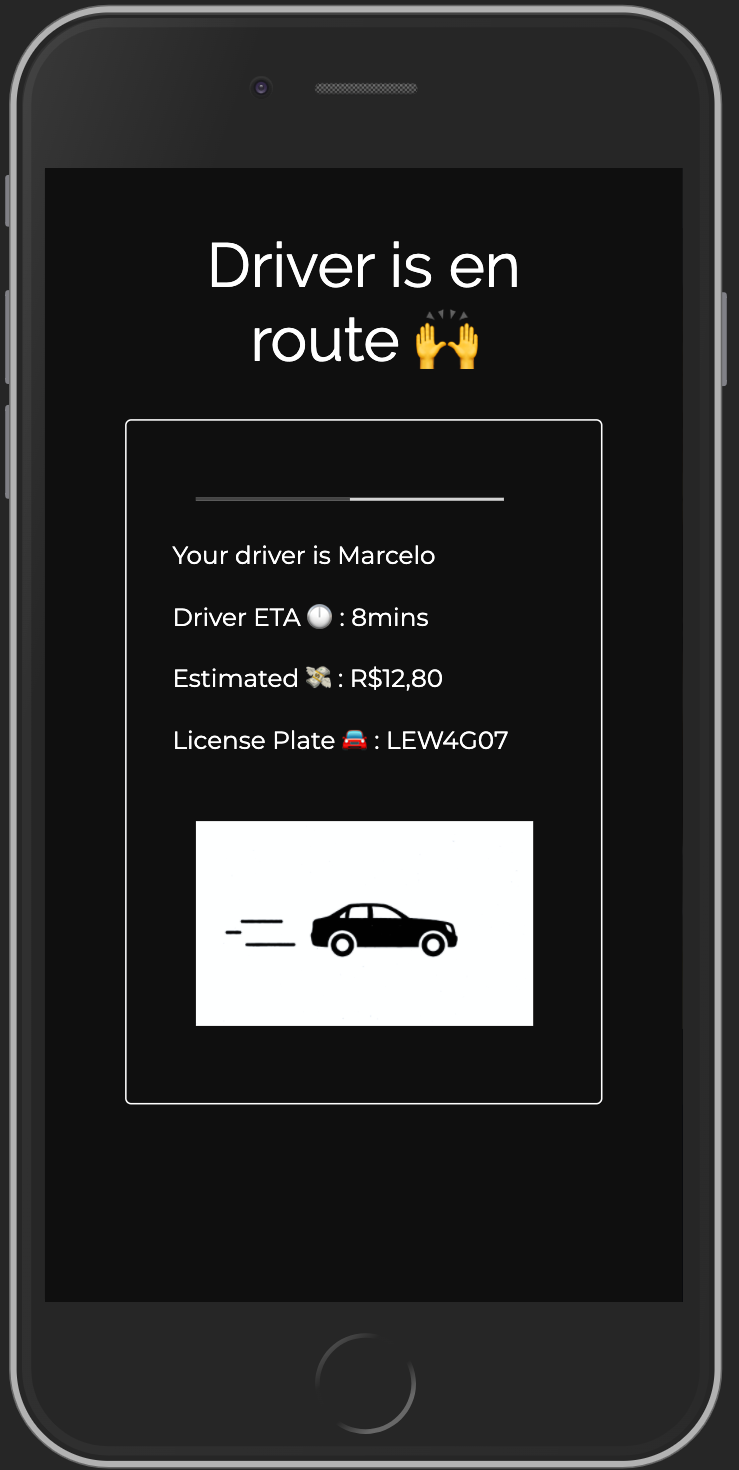 Driver is en
route 🙌
Your driver is Marcelo
Driver ETA 🕛 : 8mins
Estimated 💸 : R$12,80
License Plate 🚘 : LEW4G07